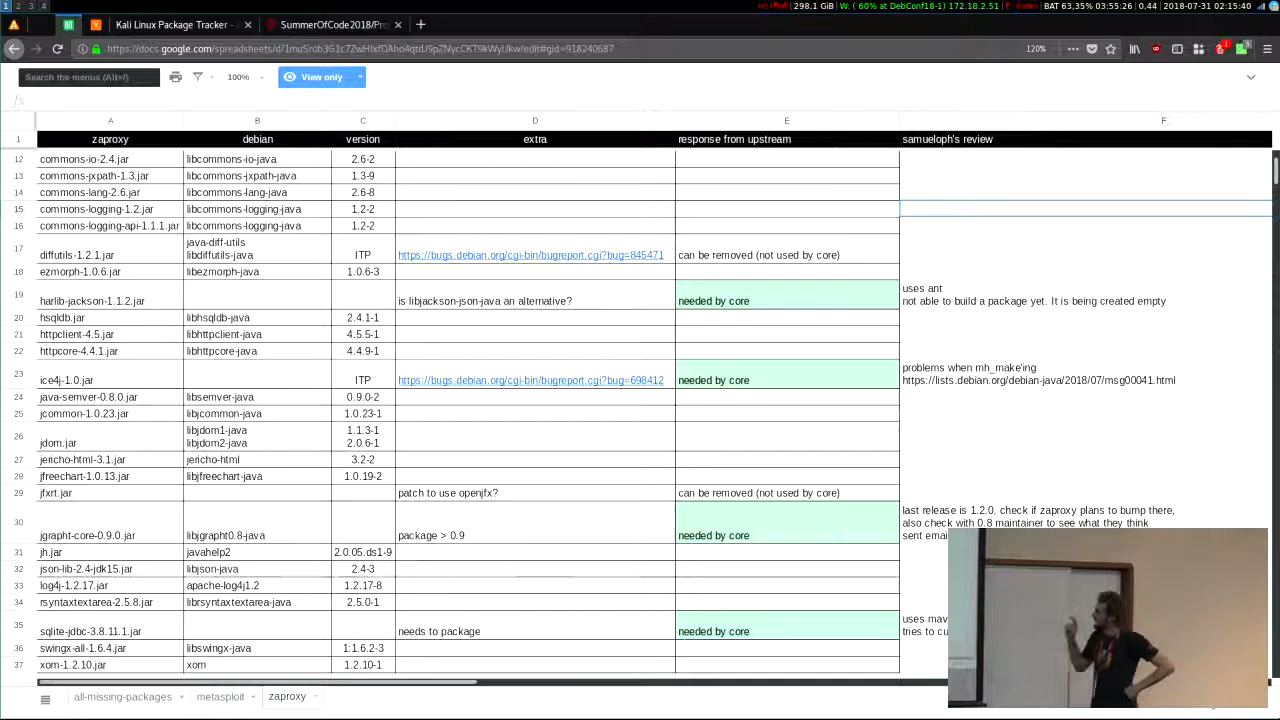 1 2 3 4
298,1 GiB W: ( 60% at DebConf18-1) 172.18.2.51 BAT 63,35% 03:55:26 0,44 2018-07-31 02:15:40
Kali Linux Package Tracker - SummerOfCode2018/Pro
120%
Search the menus (Alt+/) 100% View only
fx
A B C D E F
1 zaproxy debian version extra response from upstream samueloph's review
12 commons-io-2.4.jar libcommons-io-java 2.6-2
13 commons-jxpath-1.3.jar libcommons-jxpath-java 1.3-9
14 commons-lang-2.6.jar libcommons-lang-java 2.6-8
15 commons-logging-1.2.jar libcommons-logging-java 1.2-2
16 commons-logging-api-1.1.1.jar libcommons-logging-java 1.2-2
java-diff-utils
17 diffutils-1.2.1.jar libdiffutils-java ITP https://bugs.debian.org/cgi-bin/bugreport.cgi?bug=845471 can be removed (not used by core)
18 ezmorph-1.0.6.jar libezmorph-java 1.0.6-3
uses ant
19 harlib-jackson-1.1.2.jar is libjackson-json-java an alternative? needed by core not able to build a package yet. It is being created empty
20 hsqldb.jar libhsqldb-java 2.4.1-1
21 httpclient-4.5.jar libhttpclient-java 4.5.5-1
22 httpcore-4.4.1.jar libhttpcore-java 4.4.9-1
problems when mh_make'ing
23 ice4j-1.0.jar ITP https://bugs.debian.org/cgi-bin/bugreport.cgi?bug=698412 needed by core https://lists.debian.org/debian-java/2018/07/msg00041.html
24 java-semver-0.8.0.jar libsemver-java 0.9.0-2
25 jcommon-1.0.23.jar libjcommon-java 1.0.23-1
libjdom1-java 1.1.3-1
26 jdom.jar libjdom2-java 2.0.6-1
27 jericho-html-3.1.jar jericho-html 3.2-2
28 jfreechart-1.0.13.jar libjfreechart-java 1.0.19-2
29 jfxrt.jar patch to use openjfx? can be removed (not used by core)
last release is 1.2.0, check if zaproxy plans to bump there,
also check with 0.8 maintainer to see what they think
30 jgrapht-core-0.9.0.jar libjgrapht0.8-java package > 0.9 needed by core sent emai
31 jh.jar javahelp2 2.0.05.ds1-9
32 json-lib-2.4-jdk15.jar libjson-java 2.4-3
33 log4j-1.2.17.jar apache-log4j1.2 1.2.17-8
34 rsyntaxtextarea-2.5.8.jar librsyntaxtextarea-java 2.5.0-1
uses mav
35 sqlite-jdbc-3.8.11.1.jar needs to package needed by core tries to cu
36 swingx-all-1.6.4.jar libswingx-java 1:1.6.2-3
37 xom-1.2.10.jar xom 1.2.10-1
all-missing-packages metasploit zaproxy